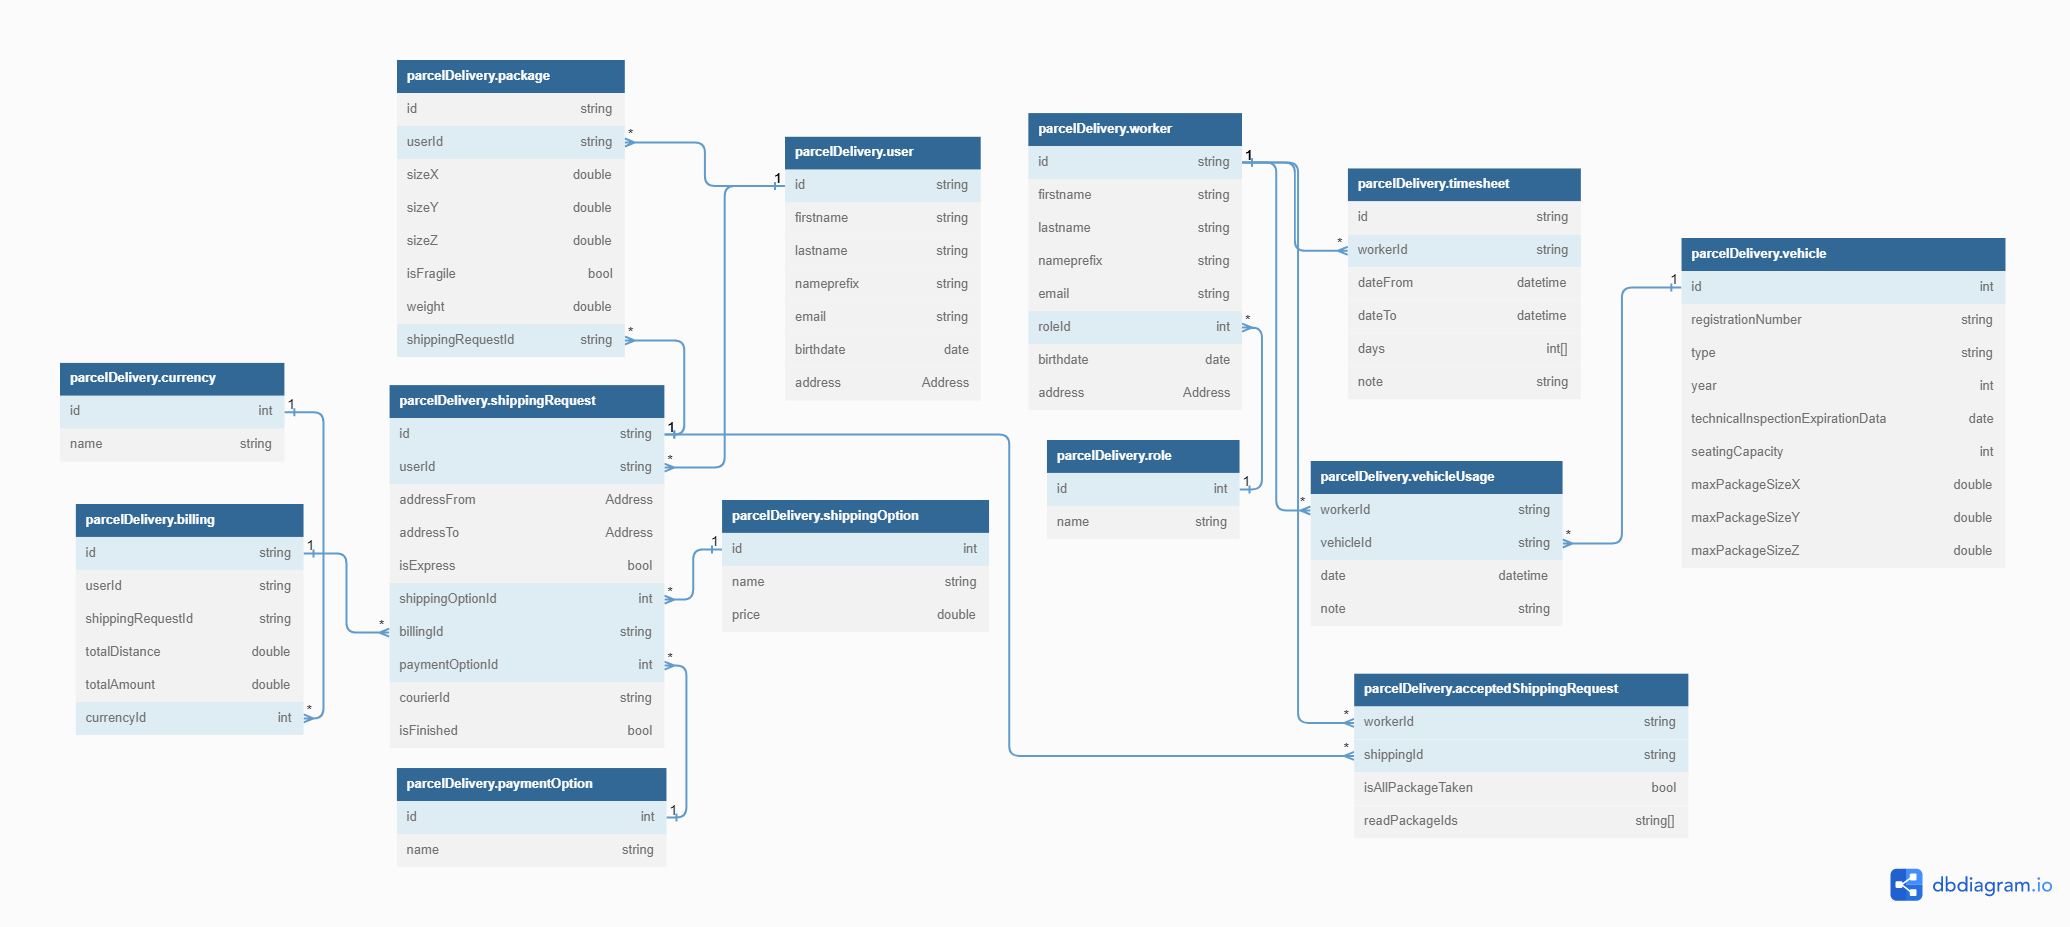 parcelDelivery.package
id string
userId string
sizeX double
sizeY double
sizeZ double
isFragile bool
weight double
shippingRequestId string
*
*
parcelDelivery.user
1
id string
firstname string
lastname string
nameprefix string
email string
birthdate date
address Address
parcelDelivery.worker
id string
1
firstname string
lastname string
nameprefix string
email string
roleId int
*
birthdate date
address Address
parcelDelivery.timesheet
id string
*
workerId string
dateFrom datetime
dateTo datetime
days int[]
note string
parcelDelivery.vehicle
1
id int
registrationNumber string
type string
year int
technicalInspectionExpirationData date
seatingCapacity int
maxPackageSizeX double
maxPackageSizeY double
maxPackageSizeZ double
parcelDelivery.currency
id int
1
name string
parcelDelivery.shippingRequest
id string
1
userId string
*
addressFrom Address
addressTo Address
isExpress bool
shippingOptionId int
*
*
billingId string
paymentOptionId int
*
courierId string
isFinished bool
parcelDelivery.role
id int
1
name string
parcelDelivery.vehicleUsage
*
workerId string
vehicleId string
*
date datetime
note string
parcelDelivery.billing
id string
1
userId string
shippingRequestId string
totalDistance double
totalAmount double
currencyId int
*
parcelDelivery.shippingOption
1
id int
name string
price double
parcelDelivery.acceptedShippingRequest
*
workerId string
*
shippingId string
isAllPackageTaken bool
readPackageIds string[]
parcelDelivery.paymentOption
id int
1
name string
dbdiagram.io